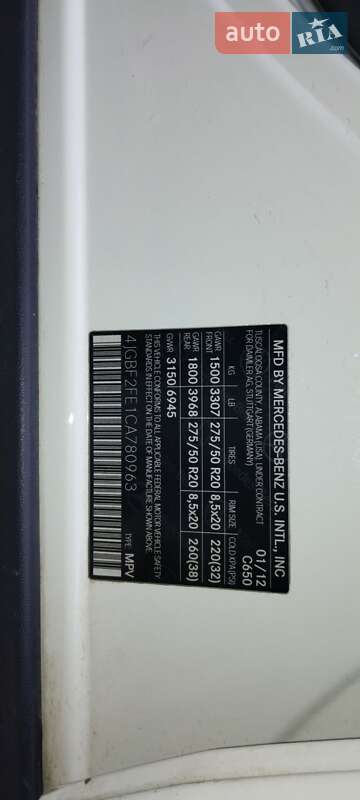 auto RIA .com
MFD BY MERCEDES-BENZ U.S. INTL., INC
TUSCALOOSA COUNTY, ALABAMA (USA), UNDER CONTRACT 01/12
FOR DAIMLER AG, STUTTGART (GERMANY) C650
KG LB TIRES RIM SIZE COLD KPA(PSI)
GAWR FRONT 1500 3307 275/50 R20 8,5x20 220(32)
GAWR REAR 1800 3968 275/50 R20 8,5x20 260(38)
GVWR 3150 6945
THIS VEHICLE CONFORMS TO ALL APPLICABLE FEDERAL MOTOR VEHICLE SAFETY
STANDARDS IN EFFECT ON THE DATE OF MANUFACTURE SHOWN ABOVE.
4JGBF2FE1CA780963 TYPE: MPV